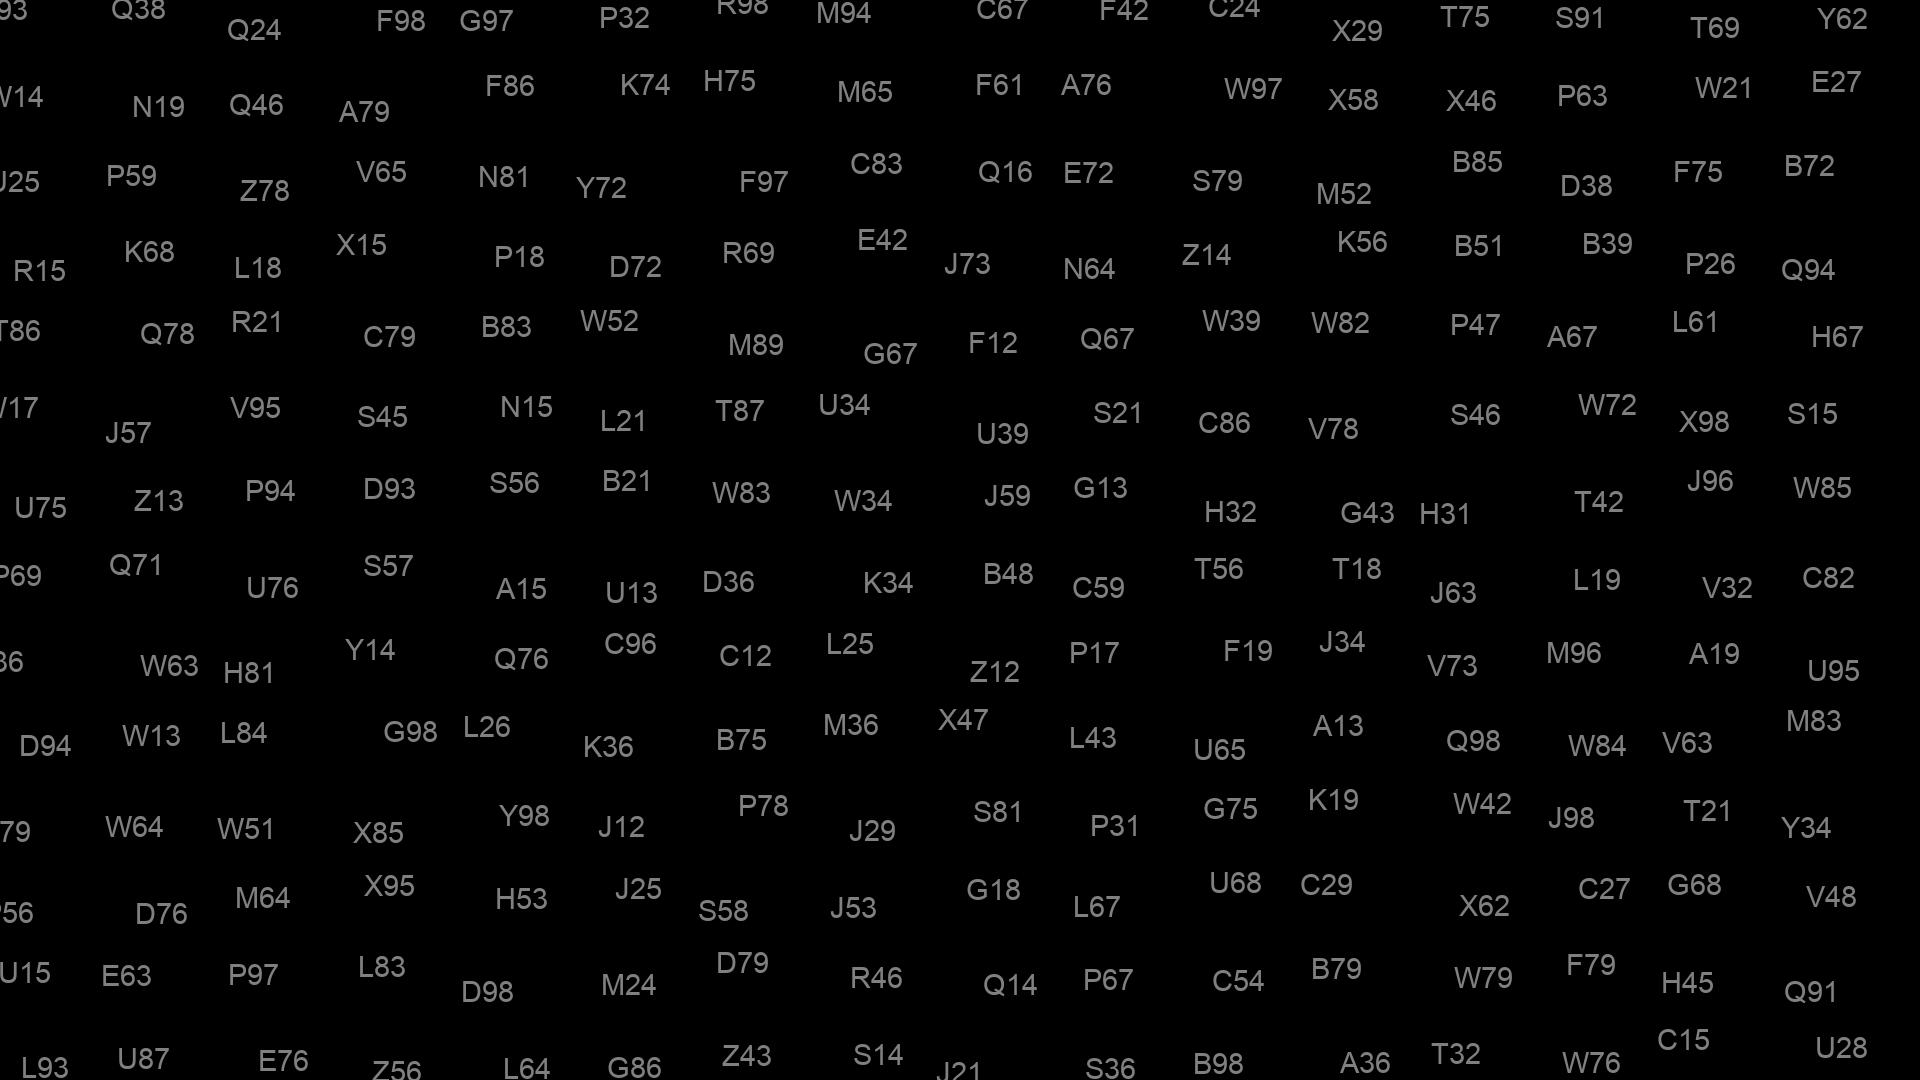 Q38 Q24 F98 G97 P32 R98 M94 C67 F42 C24 X29 T75 S91 T69 Y62
N19 Q46 A79 F86 K74 H75 M65 F61 A76 W97 X58 X46 P63 W21 E27
P59 Z78 V65 N81 Y72 F97 C83 Q16 E72 S79 M52 B85 D38 F75 B72
R15 K68 L18 X15 P18 D72 R69 E42 J73 N64 Z14 K56 B51 B39 P26 Q94
T86 Q78 R21 C79 B83 W52 M89 G67 F12 Q67 W39 W82 P47 A67 L61 H67
J57 V95 S45 N15 L21 T87 U34 U39 S21 C86 V78 S46 W72 X98 S15
U75 Z13 P94 D93 S56 B21 W83 W34 J59 G13 H32 G43 H31 T42 J96 W85
P69 Q71 U76 S57 A15 U13 D36 K34 B48 C59 T56 T18 J63 L19 V32 C82
W63 H81 Y14 Q76 C96 C12 L25 Z12 P17 F19 J34 V73 M96 A19 U95
D94 W13 L84 G98 L26 K36 B75 M36 X47 L43 U65 A13 Q98 W84 V63 M83
W64 W51 X85 Y98 J12 P78 J29 S81 P31 G75 K19 W42 J98 T21 Y34
D76 M64 X95 H53 J25 S58 J53 G18 L67 U68 C29 X62 C27 G68 V48
U15 E63 P97 L83 D98 M24 D79 R46 Q14 P67 C54 B79 W79 F79 H45 Q91
L93 U87 E76 Z56 L64 G86 Z43 S14 J21 S36 B98 A36 T32 W76 C15 U28